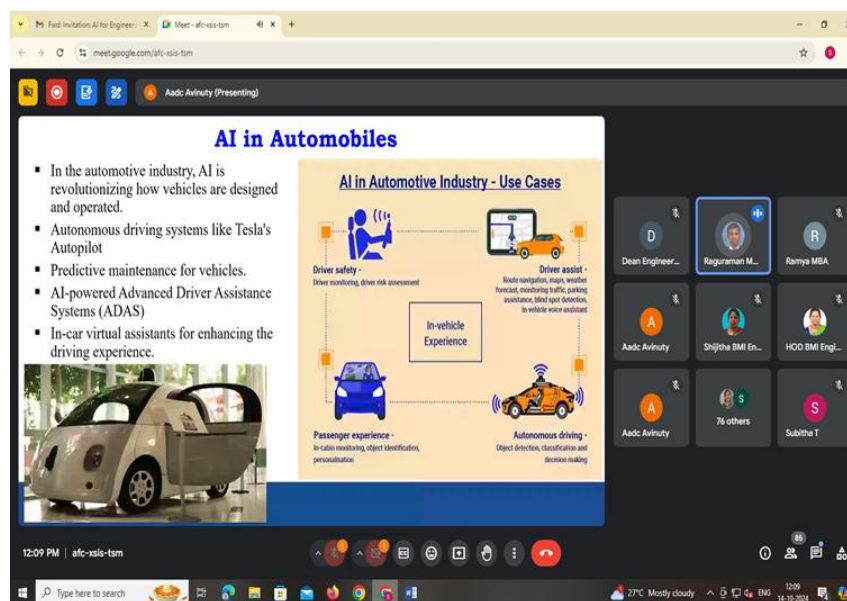 Fwd: Invitation: AI for Engineer
Meet - afc-xsis-tsm
meet.google.com/afc-xsis-tsm
A
Aadc Avinuty (Presenting)
AI in Automobiles
In the automotive industry, AI is
revolutionizing how vehicles are designed
and operated.
Autonomous driving systems like Tesla's
Autopilot
Predictive maintenance for vehicles.
AI-powered Advanced Driver Assistance
Systems (ADAS)
In-car virtual assistants for enhancing the
driving experience.
AI in Automotive Industry - Use Cases
Driver safety -
Driver monitoring, driver risk assessment
Driver assist -
Route navigation, maps, weather
forecast, monitoring traffic, parking
assistance, blind spot detection,
in-vehicle voice assistant
In-vehicle
Experience
Passenger experience -
In-cabin monitoring, object identification,
personalisation
Autonomous driving -
Object detection, classification and
decision making
D
Dean Engineer...
Raguraman M...
R
Ramya MBA
A
Aadc Avinuty
Shijitha BMI En...
HOD BMI Engi...
A
Aadc Avinuty
S
76 others
S
Subitha T
12:09 PM | afc-xsis-tsm
85
Type here to search
27°C Mostly cloudy
ENG
12:09
14-10-2024